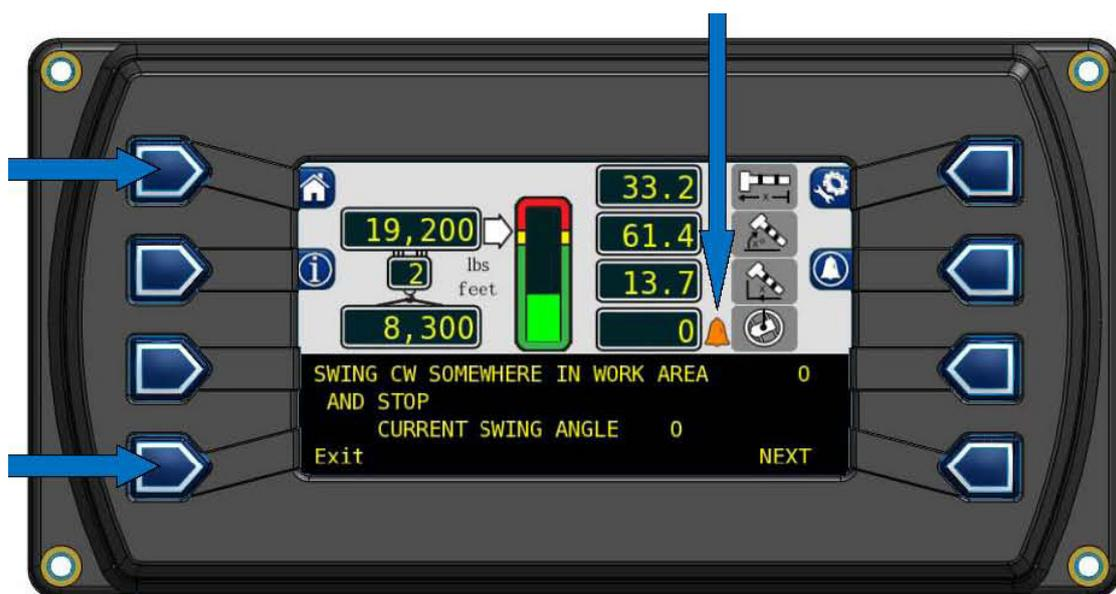 33.2
19,200
61.4
2
lbs
feet
13.7
8,300
0
SWING CW SOMEWHERE IN WORK AREA 0
AND STOP
CURRENT SWING ANGLE 0
Exit NEXT